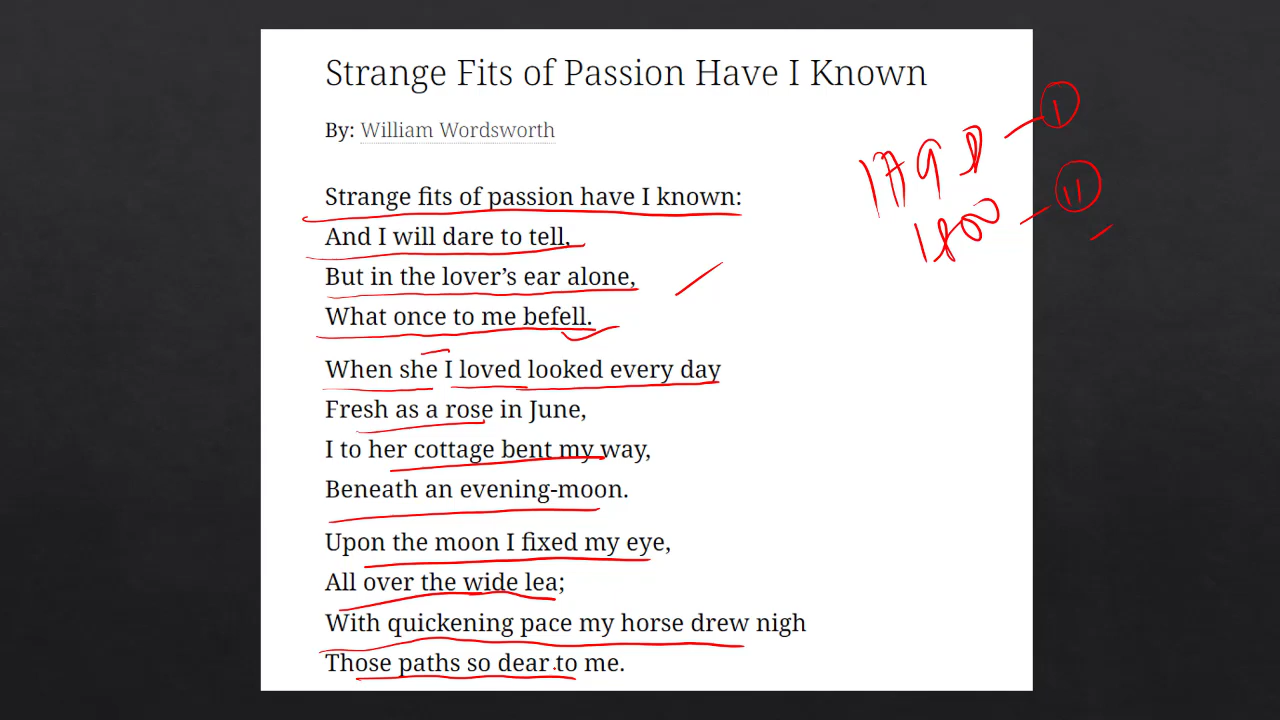 Strange Fits of Passion Have I Known
By: William Wordsworth
1798 — I
1800 — II
Strange fits of passion have I known:
And I will dare to tell,
But in the lover’s ear alone,
What once to me befell.
When she I loved looked every day
Fresh as a rose in June,
I to her cottage bent my way,
Beneath an evening-moon.
Upon the moon I fixed my eye,
All over the wide lea;
With quickening pace my horse drew nigh
Those paths so dear to me.